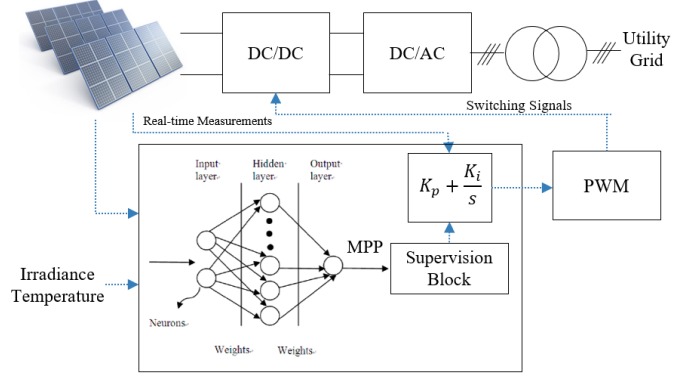 DC/DC
DC/AC
Utility
Grid
Switching Signals
Real-time Measurements
Input
layer
Hidden
layer
Output
layer
K_p + K_i/s
PWM
MPP
Supervision
Block
Irradiance
Temperature
Neurons
Weights
Weights